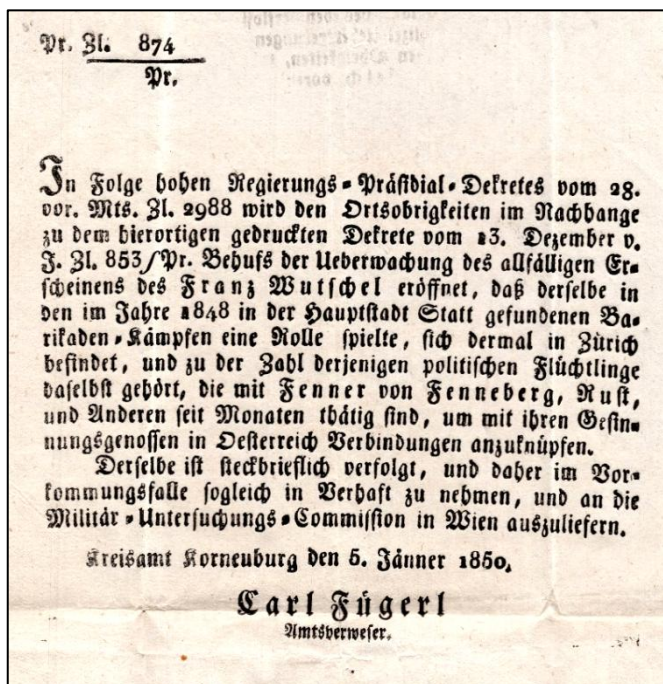 Pr. Zl. 874
Pr.
In Folge hohen Regierungs-Präsidial-Dekretes vom 28.
vor. Mts. Zl. 2988 wird den Ortsobrigkeiten im Nachhange
zu dem hierortigen gedruckten Dekrete vom 13. Dezember v.
J. Zl. 853/Pr. Behufs der Ueberwachung des allfälligen Er-
scheinens des Franz Wutschel eröffnet, daß derselbe in
den im Jahre 1848 in der Hauptstadt Statt gefundenen Ba-
rikaden-Kämpfen eine Rolle spielte, sich dermal in Zürich
befindet, und zu der Zahl derjenigen politischen Flüchtlinge
daselbst gehört, die mit Fenner von Fenneberg, Rust,
und Anderen seit Monaten thätig sind, um mit ihren Gesin-
nungsgenossen in Oesterreich Verbindungen anzuknüpfen.
Derselbe ist steckbrieflich verfolgt, und daher im Vor-
kommungsfalle sogleich in Verhaft zu nehmen, und an die
Militär-Untersuchungs-Commission in Wien auszuliefern.
Kreisamt Korneuburg den 5. Jänner 1850.
Carl Fügerl
Amtsverweser.